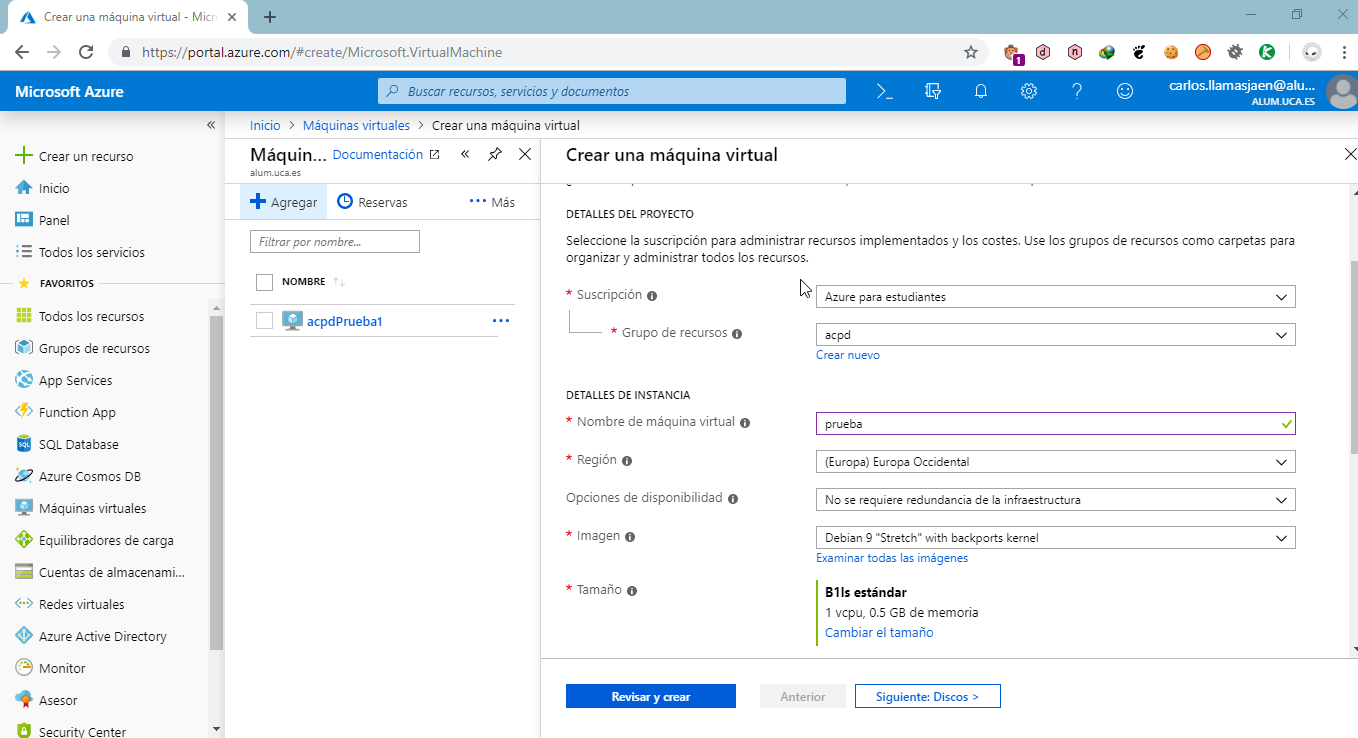 Crear una máquina virtual - Micr
https://portal.azure.com/#create/Microsoft.VirtualMachine
1
Microsoft Azure
Buscar recursos, servicios y documentos
carlos.llamasjaen@alu...
ALUM.UCA.ES
Crear un recurso
Inicio
Panel
Todos los servicios
FAVORITOS
Todos los recursos
Grupos de recursos
App Services
Function App
SQL Database
Azure Cosmos DB
Máquinas virtuales
Equilibradores de carga
Cuentas de almacenami...
Redes virtuales
Azure Active Directory
Monitor
Asesor
Security Center
Inicio > Máquinas virtuales > Crear una máquina virtual
Máquin... Documentación
alum.uca.es
Agregar Reservas Más
Filtrar por nombre...
NOMBRE
acpdPrueba1
Crear una máquina virtual
DETALLES DEL PROYECTO
Seleccione la suscripción para administrar recursos implementados y los costes. Use los grupos de recursos como carpetas para
organizar y administrar todos los recursos.
* Suscripción Azure para estudiantes
* Grupo de recursos acpd
Crear nuevo
DETALLES DE INSTANCIA
* Nombre de máquina virtual prueba
* Región (Europa) Europa Occidental
Opciones de disponibilidad No se requiere redundancia de la infraestructura
* Imagen Debian 9 "Stretch" with backports kernel
Examinar todas las imágenes
* Tamaño B1ls estándar
1 vcpu, 0.5 GB de memoria
Cambiar el tamaño
Revisar y crear Anterior Siguiente: Discos >